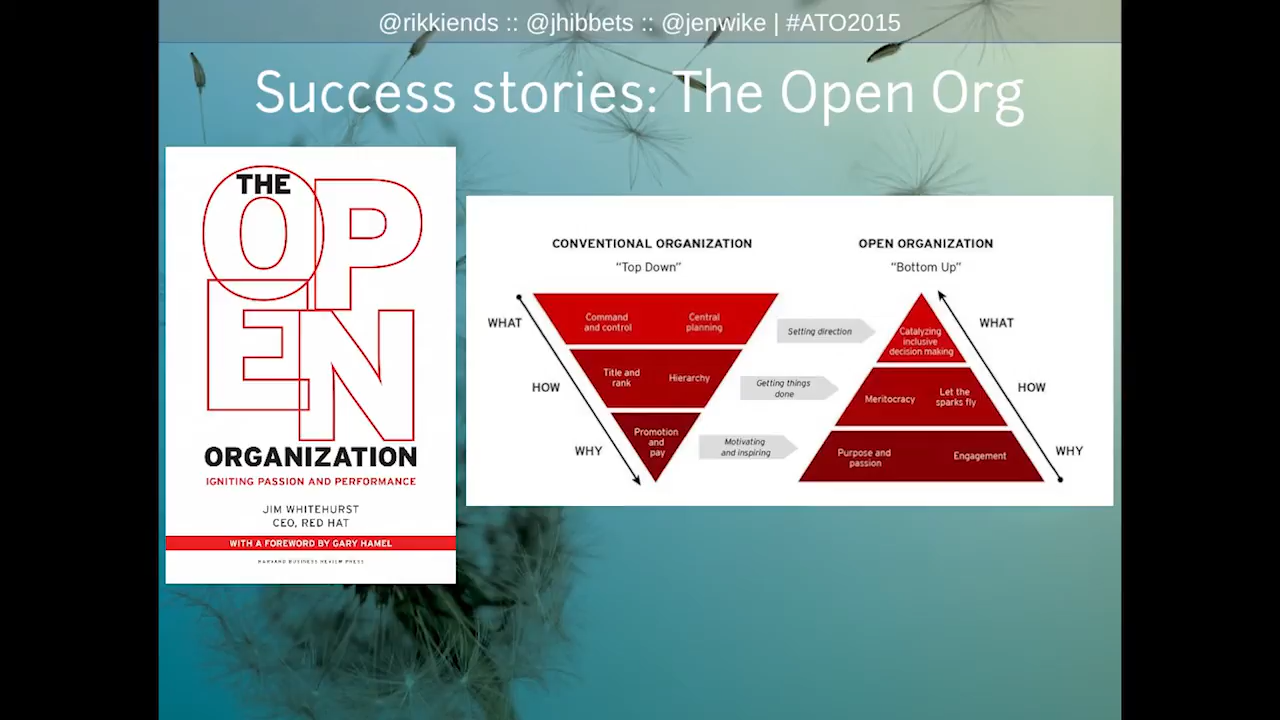 @rikkiends :: @jhibbets :: @jenwike | #ATO2015
Success stories: The Open Org
THE
OPEN
ORGANIZATION
IGNITING PASSION AND PERFORMANCE
JIM WHITEHURST
CEO, RED HAT
WITH A FOREWORD BY GARY HAMEL
HARVARD BUSINESS REVIEW PRESS
CONVENTIONAL ORGANIZATION
“Top Down”
WHAT
HOW
WHY
Command
and control
Central
planning
Title and
rank
Hierarchy
Promotion
and
pay
Setting direction
Getting things
done
Motivating
and inspiring
OPEN ORGANIZATION
“Bottom Up”
Catalyzing
inclusive
decision making
Meritocracy
Let the
sparks fly
Purpose and
passion
Engagement
WHAT
HOW
WHY